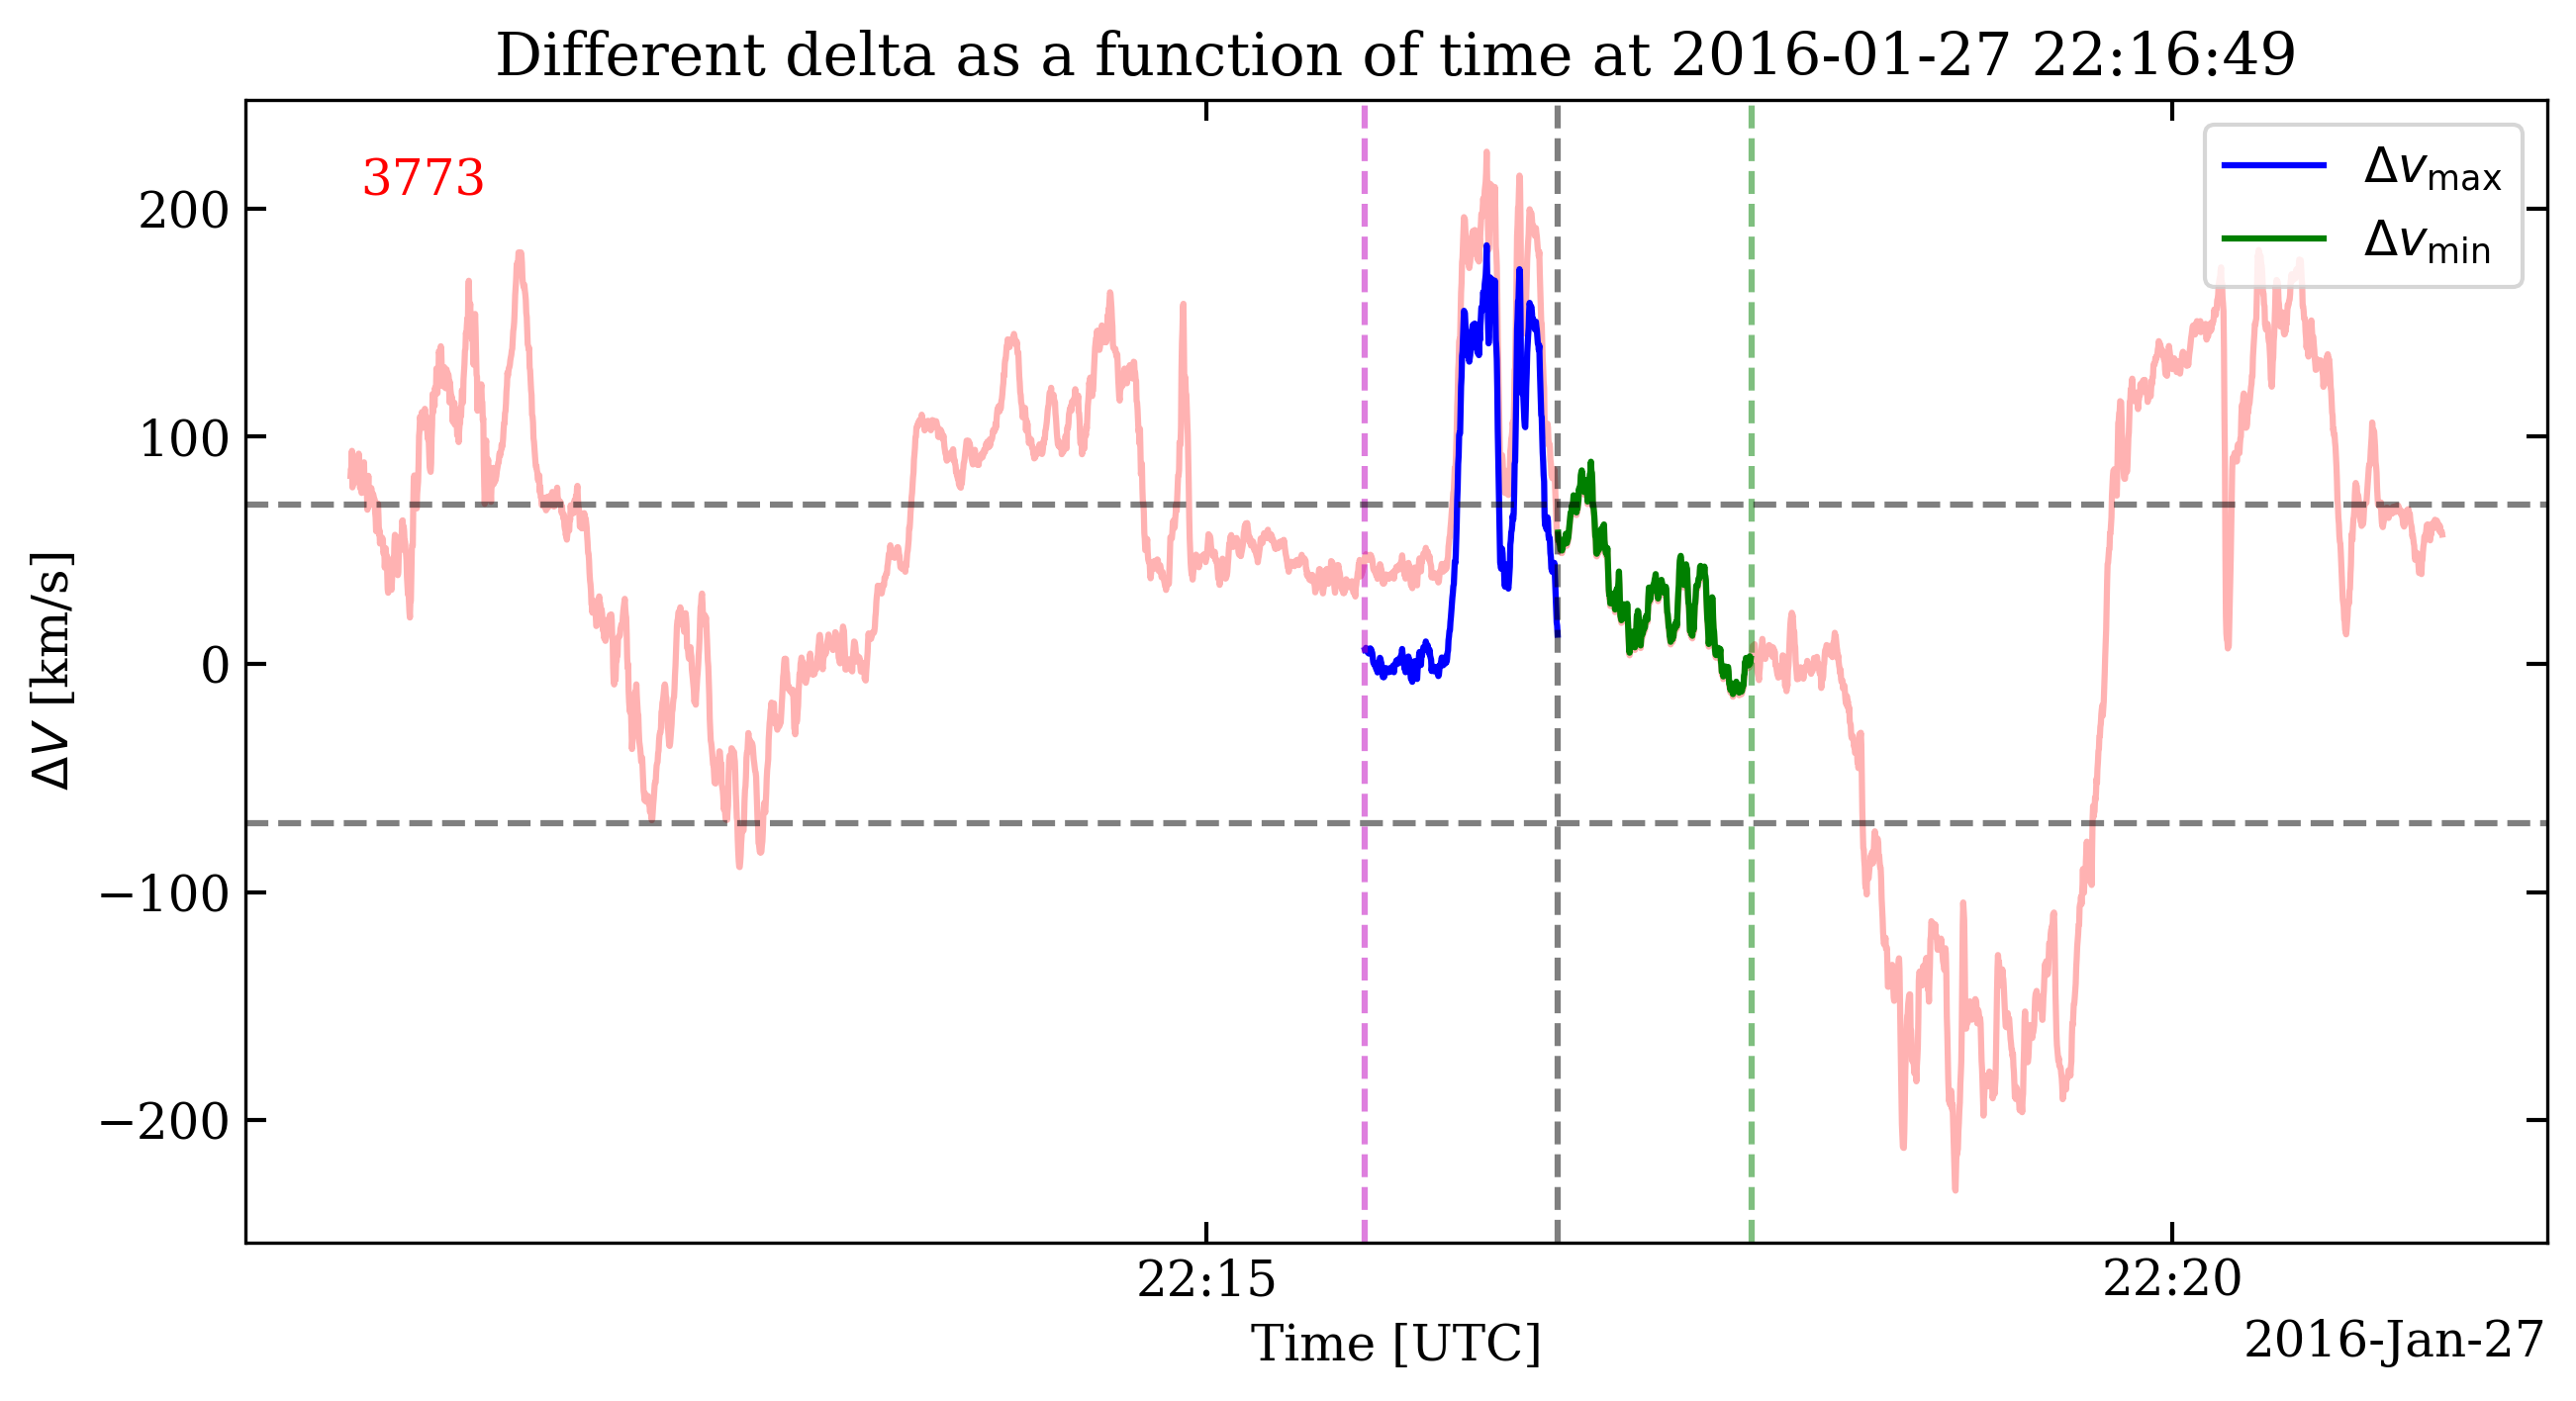 Different delta as a function of time at 2016-01-27 22:16:49
3773
Δv_max
Δv_min
200
100
0
−100
−200
ΔV [km/s]
22:15
22:20
Time [UTC]
2016-Jan-27